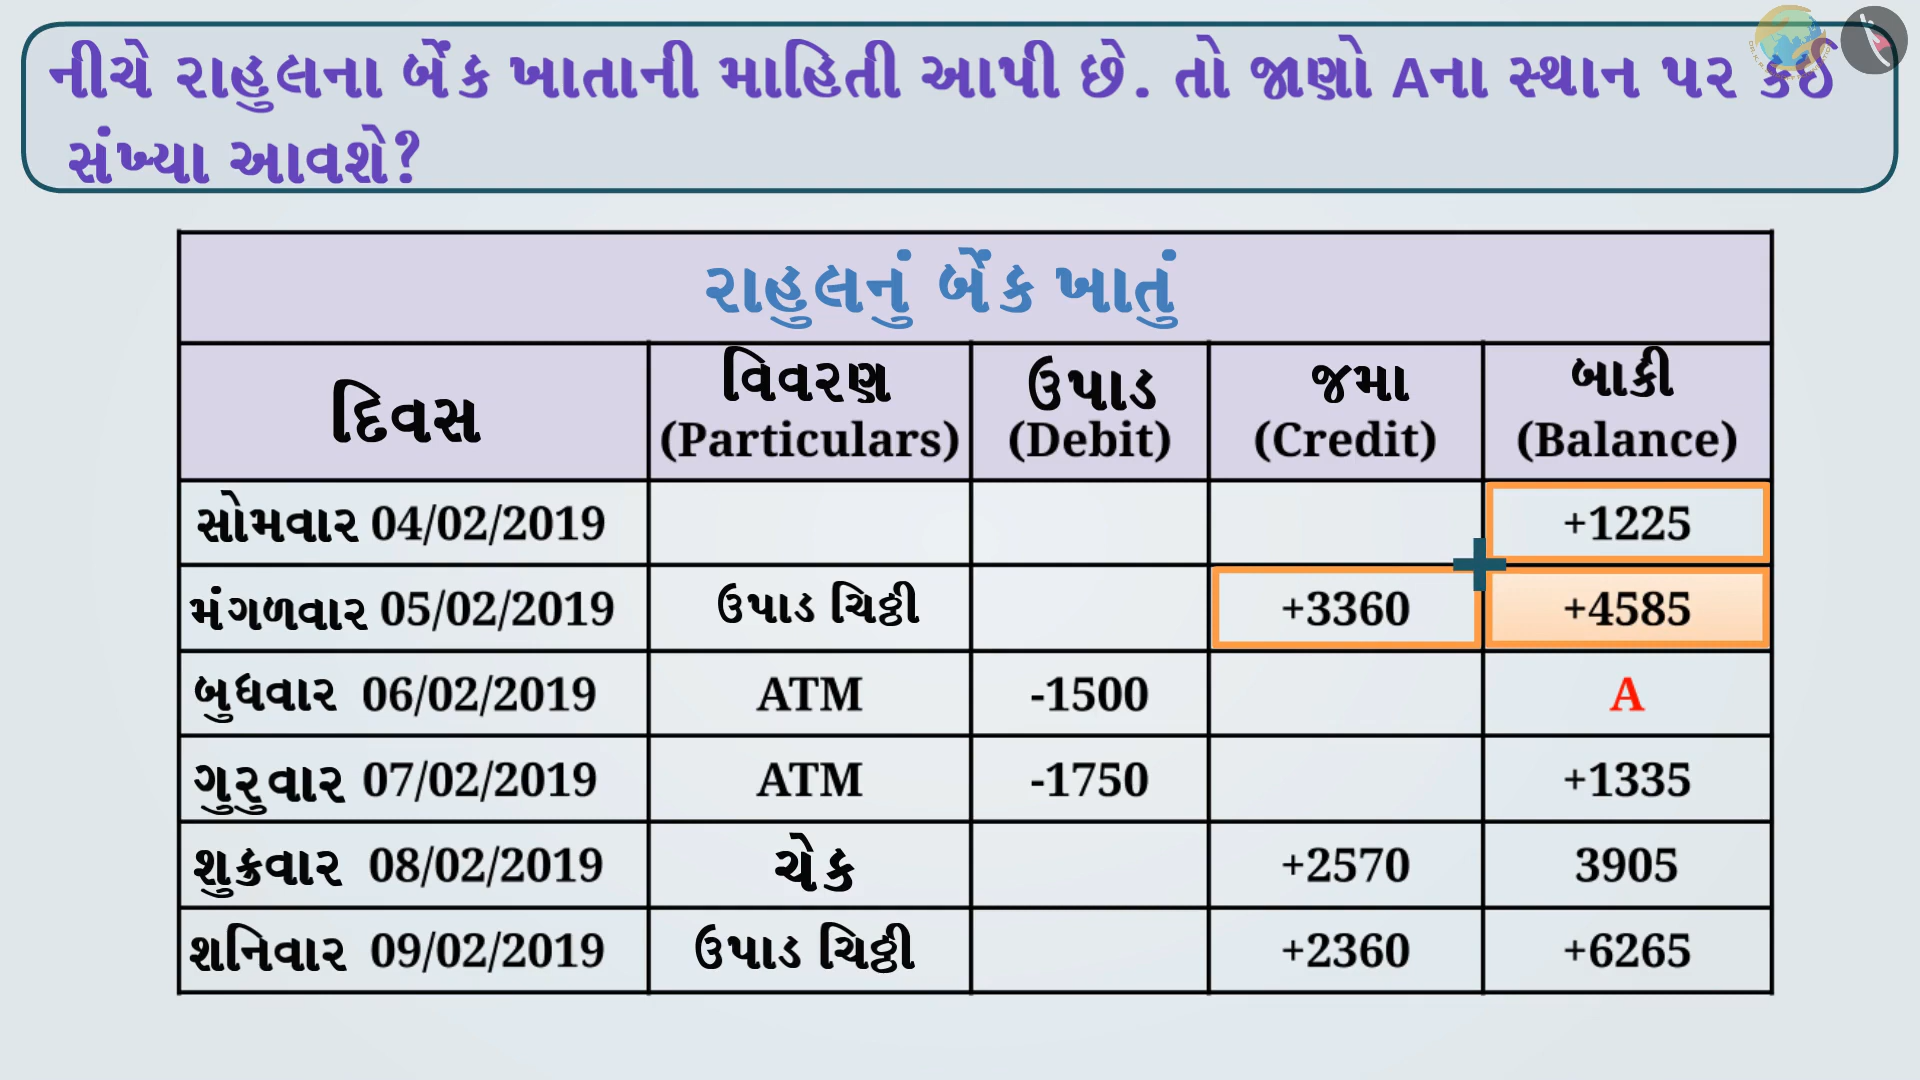 નીચે રાહુલના બેંક ખાતાની માહિતી આપી છે. તો જાણો Aના સ્થાન પર કઈ
સંખ્યા આવશે?
રાહુલનું બેંક ખાતું
દિવસ વિવરણ (Particulars) ઉપાડ (Debit) જમા (Credit) બાકી (Balance)
સોમવાર 04/02/2019 +1225
મંગળવાર 05/02/2019 ઉપાડ ચિઠ્ઠી +3360 +4585
બુધવાર 06/02/2019 ATM -1500 A
ગુરુવાર 07/02/2019 ATM -1750 +1335
શુક્રવાર 08/02/2019 ચેક +2570 3905
શનિવાર 09/02/2019 ઉપાડ ચિઠ્ઠી +2360 +6265